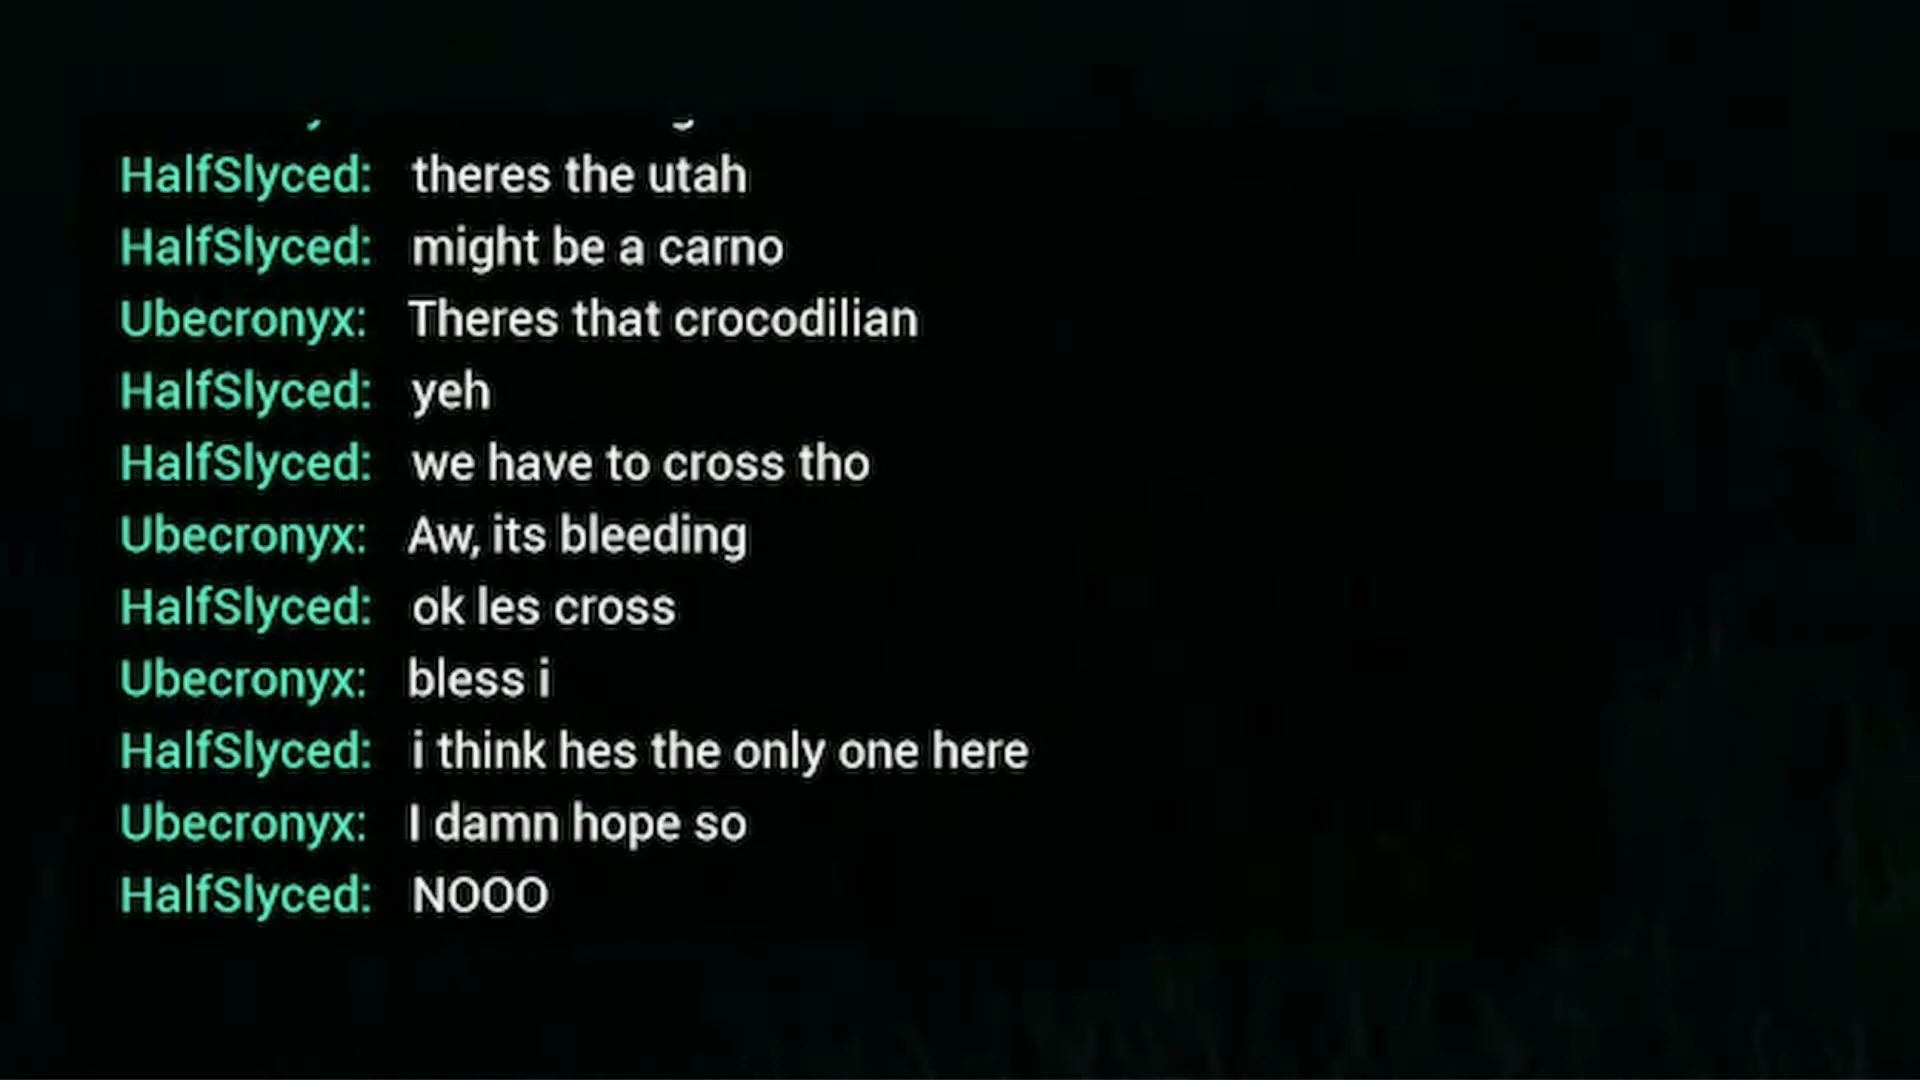 HalfSlyced: theres the utah
HalfSlyced: might be a carno
Ubecronyx: Theres that crocodilian
HalfSlyced: yeh
HalfSlyced: we have to cross tho
Ubecronyx: Aw, its bleeding
HalfSlyced: ok les cross
Ubecronyx: bless i
HalfSlyced: i think hes the only one here
Ubecronyx: I damn hope so
HalfSlyced: NOOO